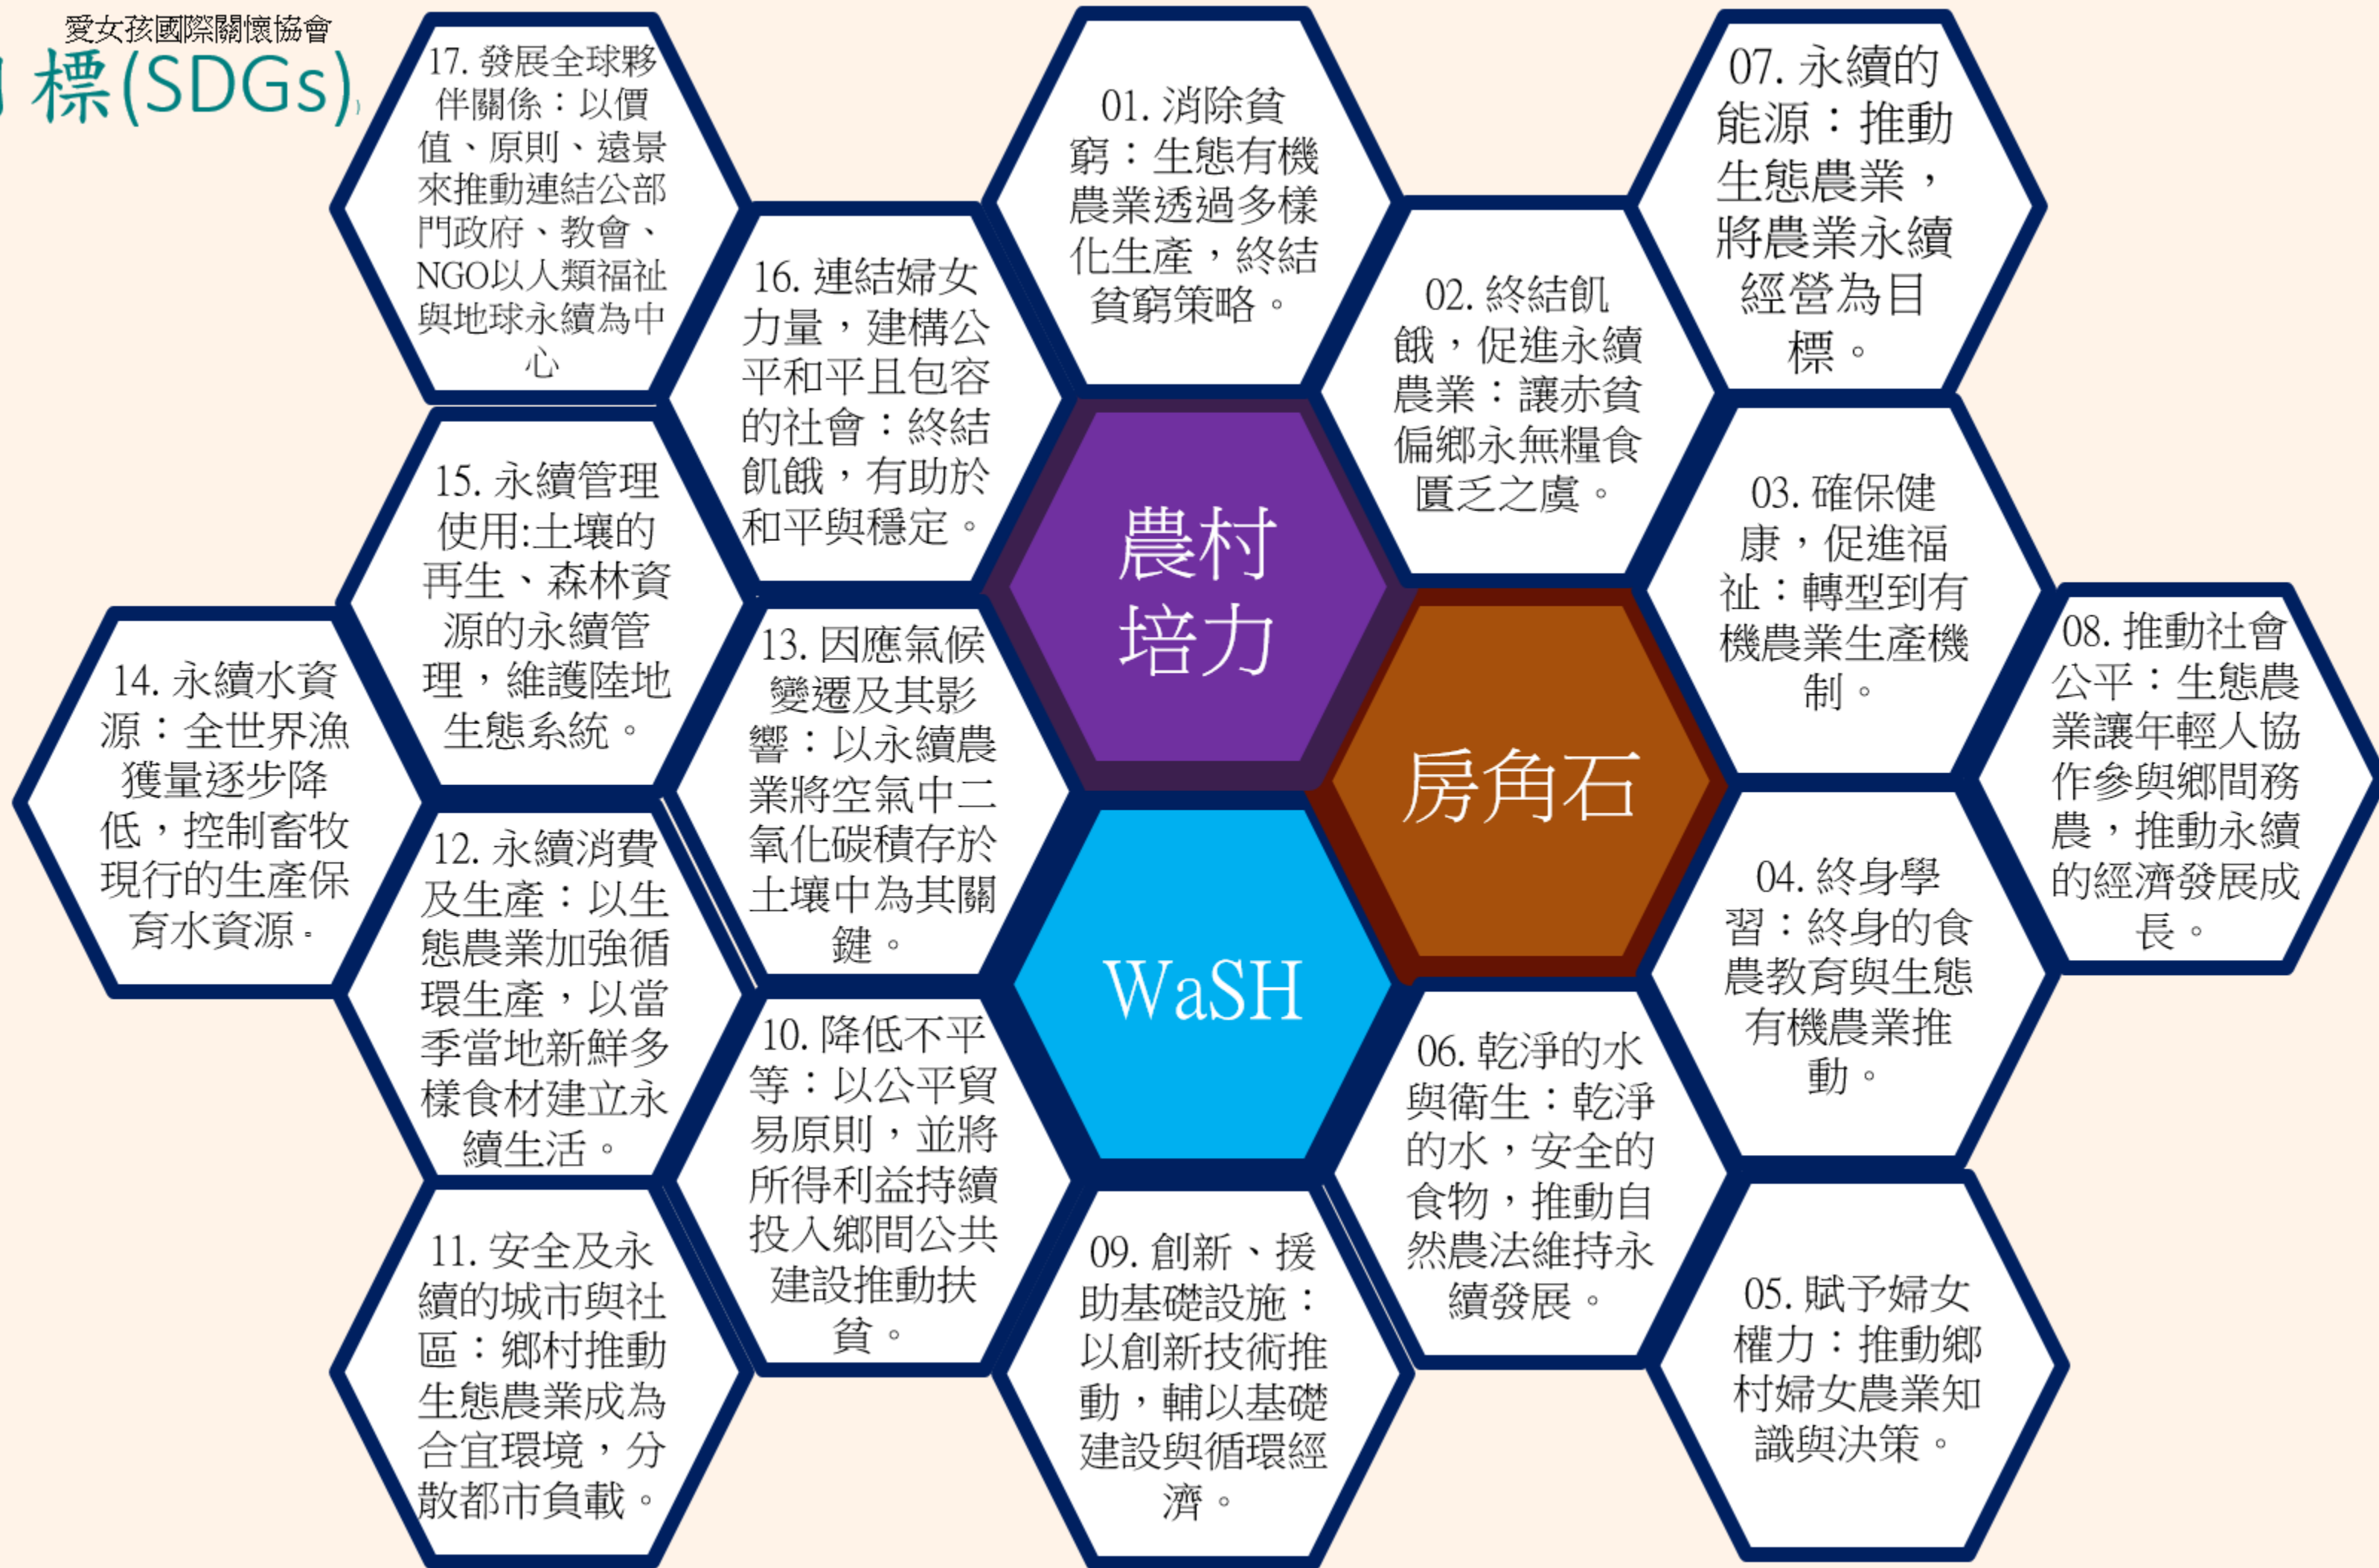 愛女孩國際關懷協會
標(SDGs)
17. 發展全球夥
伴關係：以價
值、原則、遠景
來推動連結公部
門政府、教會、
NGO以人類福祉
與地球永續為中
心
01. 消除貧
窮：生態有機
農業透過多樣
化生產，終結
貧窮策略。
07. 永續的
能源：推動
生態農業，
將農業永續
經營為目
標。
16. 連結婦女
力量，建構公
平和平且包容
的社會：終結
飢餓，有助於
和平與穩定。
02. 終結飢
餓，促進永續
農業：讓赤貧
偏鄉永無糧食
匱乏之虞。
15. 永續管理
使用:土壤的
再生、森林資
源的永續管
理，維護陸地
生態系統。
農村
培力
03. 確保健
康，促進福
祉：轉型到有
機農業生產機
制。
14. 永續水資
源：全世界漁
獲量逐步降
低，控制畜牧
現行的生產保
育水資源.
13. 因應氣候
變遷及其影
響：以永續農
業將空氣中二
氧化碳積存於
土壤中為其關
鍵。
房角石
08. 推動社會
公平：生態農
業讓年輕人協
作參與鄉間務
農，推動永續
的經濟發展成
長。
12. 永續消費
及生產：以生
態農業加強循
環生產，以當
季當地新鮮多
樣食材建立永
續生活。
WaSH
04. 終身學
習：終身的食
農教育與生態
有機農業推
動。
10. 降低不平
等：以公平貿
易原則，並將
所得利益持續
投入鄉間公共
建設推動扶
貧。
06. 乾淨的水
與衛生：乾淨
的水，安全的
食物，推動自
然農法維持永
續發展。
11. 安全及永
續的城市與社
區：鄉村推動
生態農業成為
合宜環境，分
散都市負載。
09. 創新、援
助基礎設施：
以創新技術推
動，輔以基礎
建設與循環經
濟。
05. 賦予婦女
權力：推動鄉
村婦女農業知
識與決策。